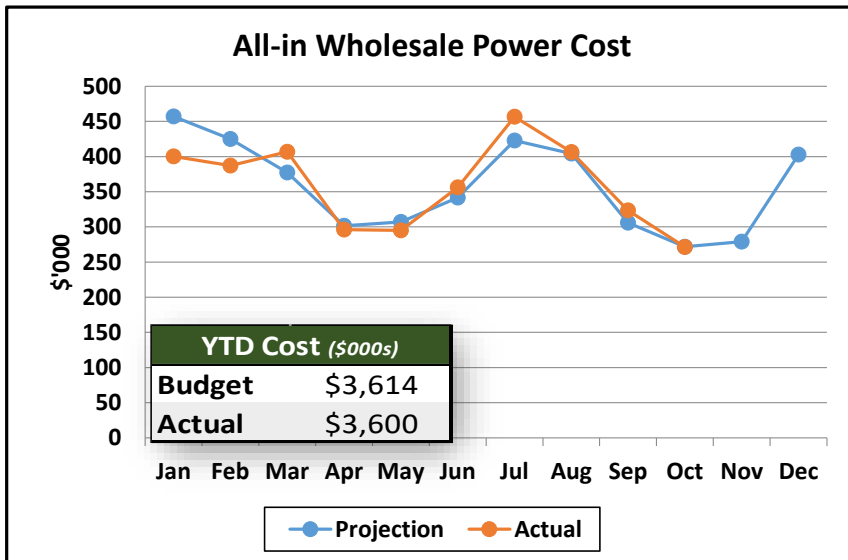 All-in Wholesale Power Cost
500
450
400
350
300
250
200
150
100
50
0
$'000
YTD Cost ($000s)
Budget $3,614
Actual $3,600
Jan Feb Mar Apr May Jun Jul Aug Sep Oct Nov Dec
Projection Actual